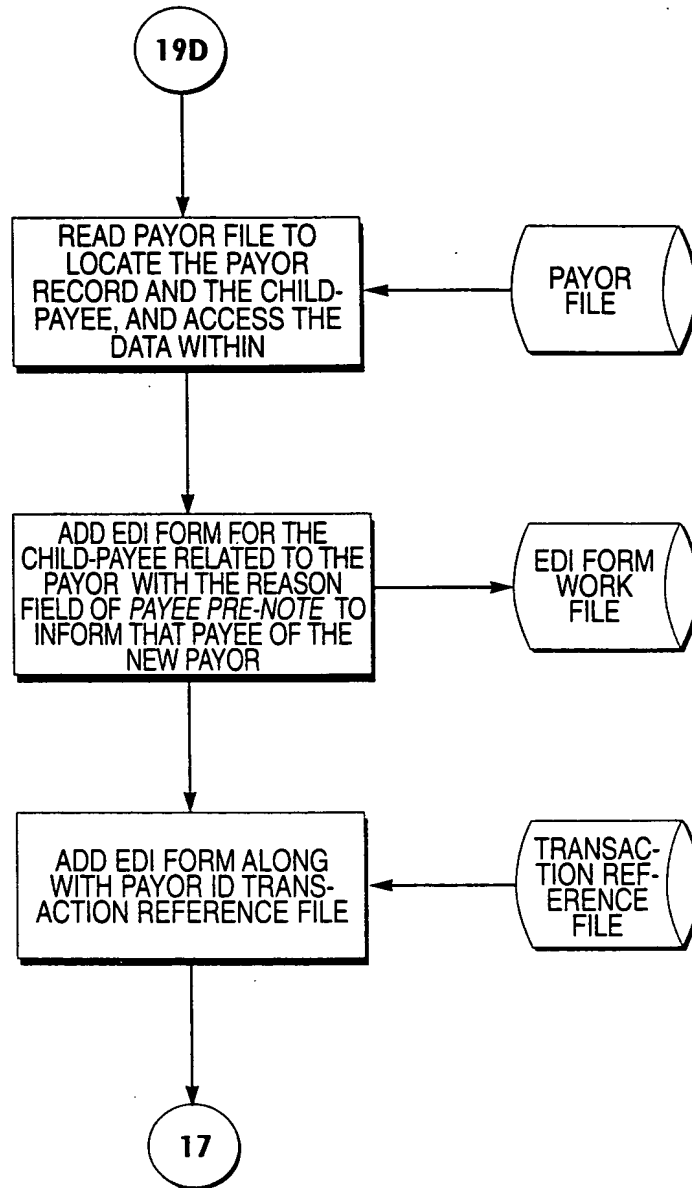 19D
READ PAYOR FILE TO
LOCATE THE PAYOR
RECORD AND THE CHILD-
PAYEE, AND ACCESS THE
DATA WITHIN
PAYOR
FILE
ADD EDI FORM FOR THE
CHILD-PAYEE RELATED TO THE
PAYOR WITH THE REASON
FIELD OF PAYEE PRE-NOTE TO
INFORM THAT PAYEE OF THE
NEW PAYOR
EDI FORM
WORK
FILE
ADD EDI FORM ALONG
WITH PAYOR ID TRANS-
ACTION REFERENCE FILE
TRANSAC-
TION REF-
ERENCE
FILE
17